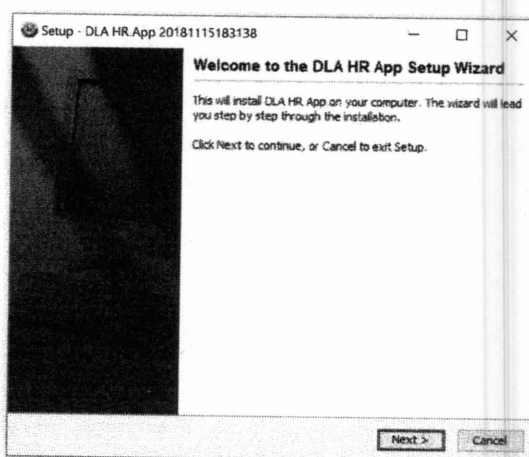 Setup - DLA HR App 20181115183138
Welcome to the DLA HR App Setup Wizard
This will install DLA HR App on your computer. The wizard will lead
you step by step through the installation.
Click Next to continue, or Cancel to exit Setup.
Next >
Cancel